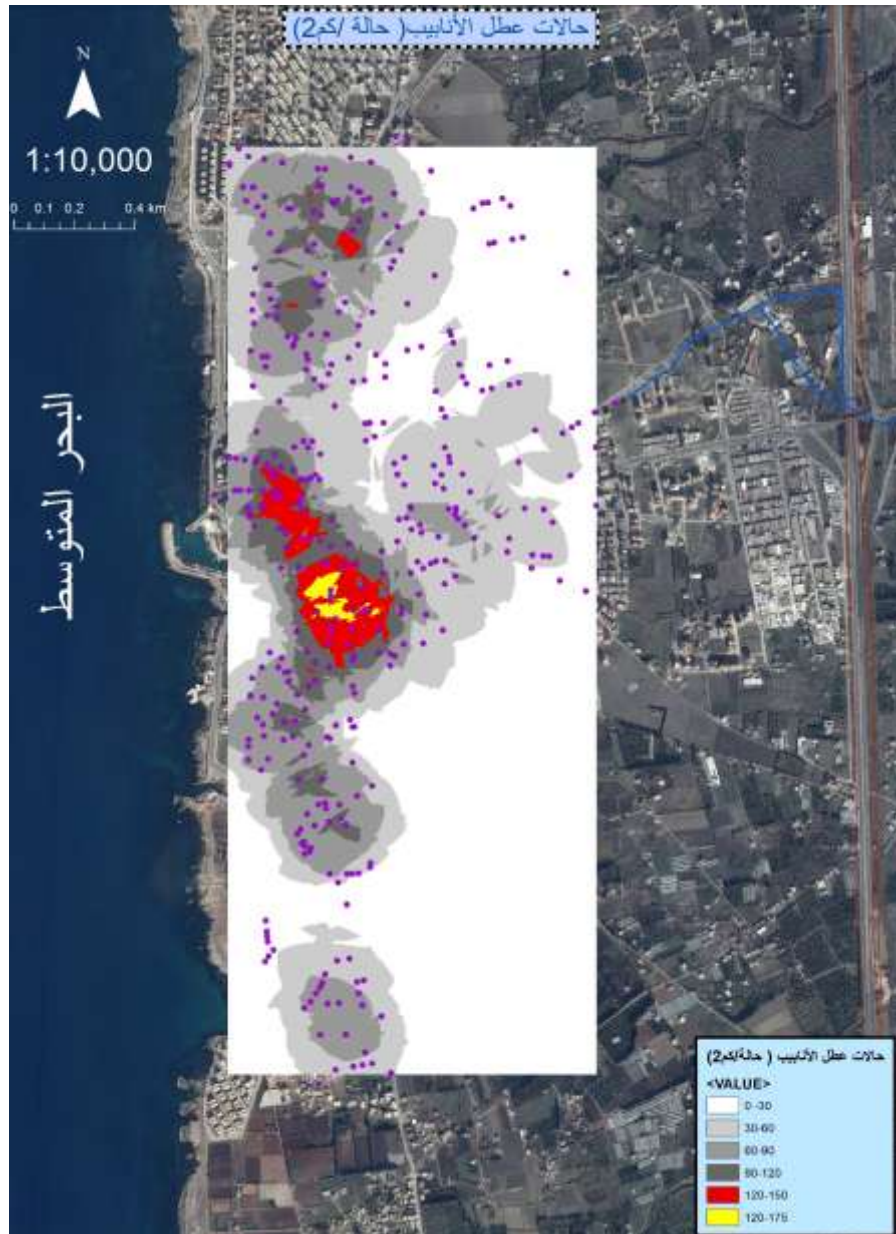 حالات عطل الأنابيب( حالة /كم2)
N
1:10,000
0 0.1 0.2 0.4 km
البحر المتوسط
حالات عطل الأنابيب ( حالة/كم2)
<VALUE>
0 -30
30-60
60-90
90-120
120-150
120-175